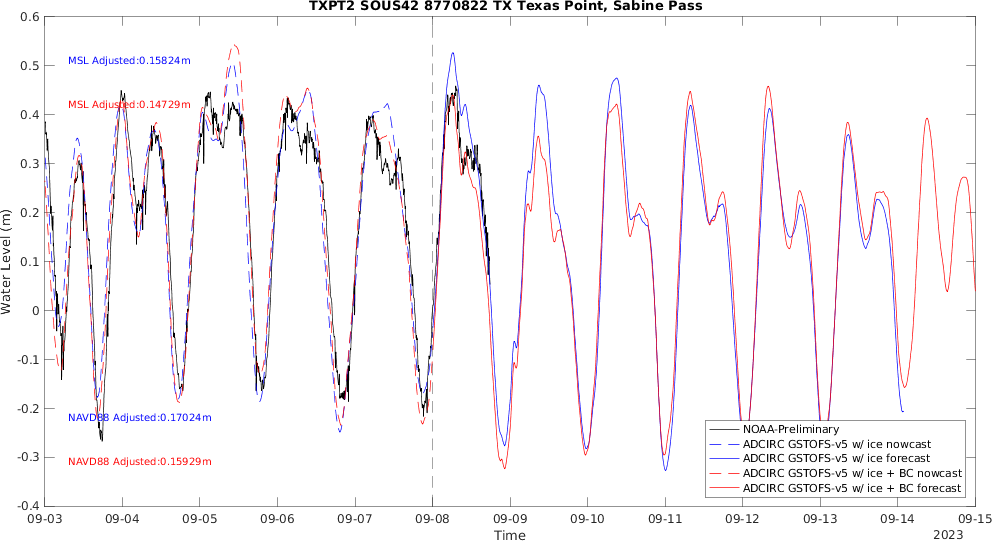 TXPT2 SOUS42 8770822 TX Texas Point, Sabine Pass
0.6
0.5
0.4
0.3
0.2
0.1
0
-0.1
-0.2
-0.3
-0.4
Water Level (m)
MSL Adjusted:0.15824m
MSL Adjusted:0.14729m
NAVD88 Adjusted:0.17024m
NAVD88 Adjusted:0.15929m
NOAA-Preliminary
ADCIRC GSTOFS-v5 w/ ice nowcast
ADCIRC GSTOFS-v5 w/ ice forecast
ADCIRC GSTOFS-v5 w/ ice + BC nowcast
ADCIRC GSTOFS-v5 w/ ice + BC forecast
09-03 09-04 09-05 09-06 09-07 09-08 09-09 09-10 09-11 09-12 09-13 09-14 09-15
Time
2023